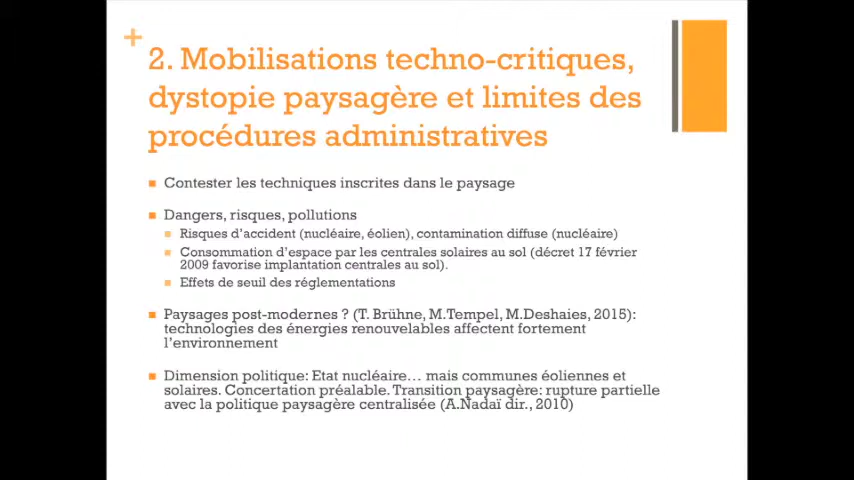 +
2. Mobilisations techno-critiques,
dystopie paysagère et limites des
procédures administratives
Contester les techniques inscrites dans le paysage
Dangers, risques, pollutions
Risques d'accident (nucléaire, éolien), contamination diffuse (nucléaire)
Consommation d'espace par les centrales solaires au sol (décret 17 février
2009 favorise implantation centrales au sol).
Effets de seuil des réglementations
Paysages post-modernes ? (T. Brühne, M.Tempel, M.Deshaies, 2015):
technologies des énergies renouvelables affectent fortement
l'environnement
Dimension politique: Etat nucléaire… mais communes éoliennes et
solaires. Concertation préalable. Transition paysagère: rupture partielle
avec la politique paysagère centralisée (A.Nadaï dir., 2010)